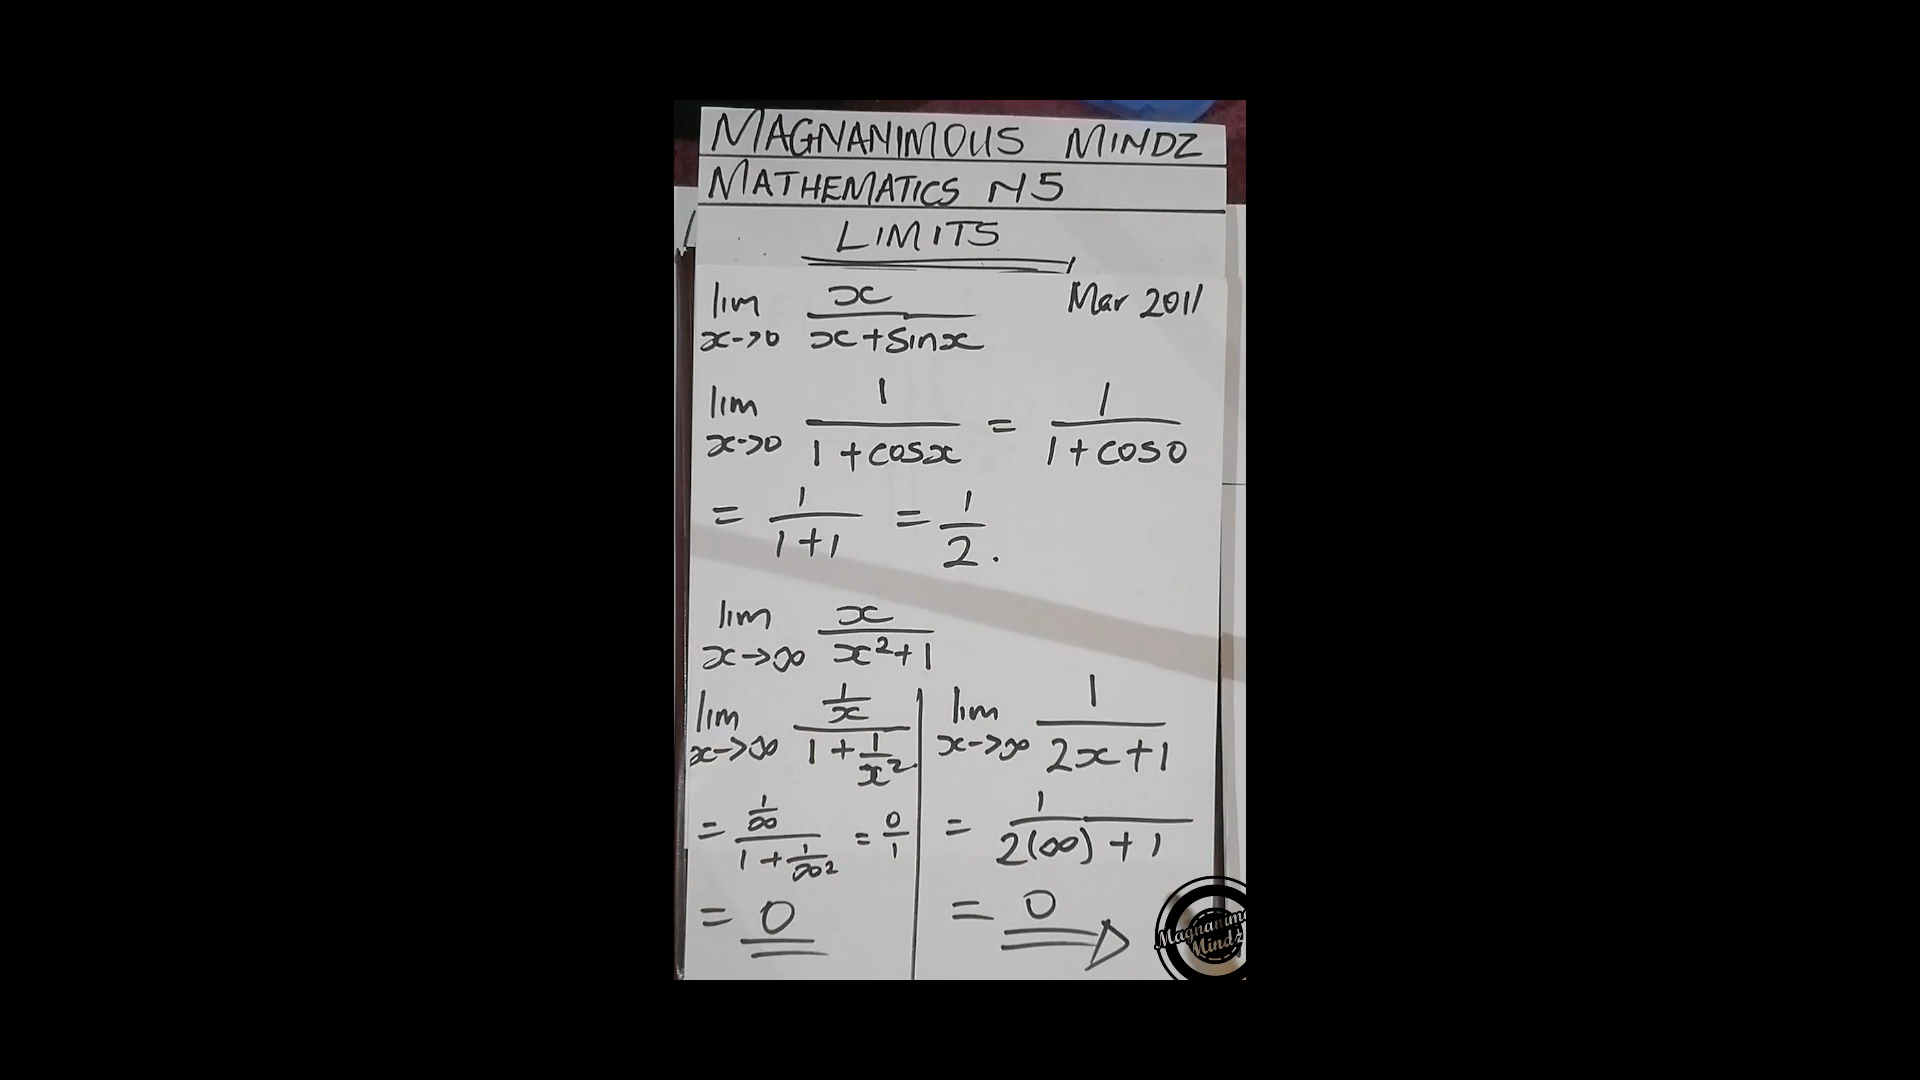 MAGNANIMOUS MINDZ
MATHEMATICS N5
LIMITS
lim x→0 x/(x+sinx) Mar 2011
lim x→0 1/(1+cosx) = 1/(1+cos0)
= 1/(1+1) = 1/2.
lim x→∞ x/(x²+1)
lim x→∞ (1/x)/(1+1/x²)
= (1/∞)/(1+1/∞²) = 0/1
= 0
lim x→∞ 1/(2x+1)
= 1/(2(∞)+1)
= 0
Magnanimo
Mindz